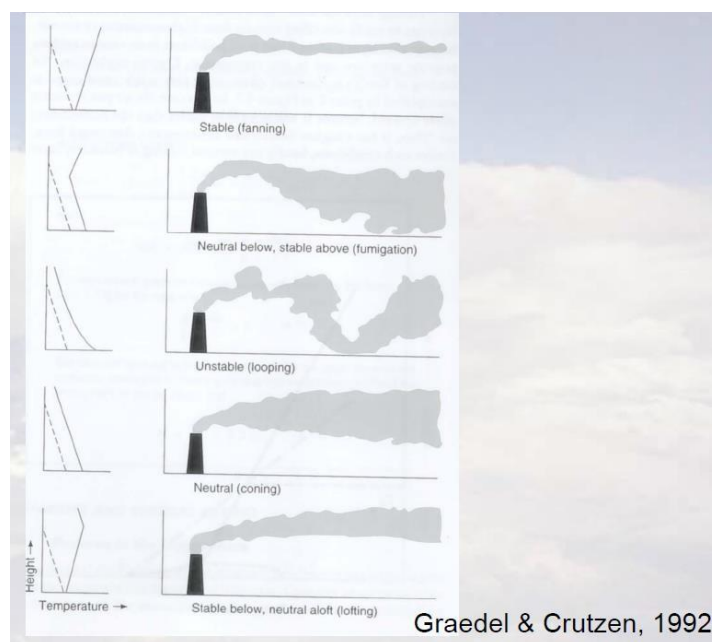 Stable (fanning)
Neutral below, stable above (fumigation)
Unstable (looping)
Neutral (coning)
Height →
Temperature →
Stable below, neutral aloft (lofting)
Graedel & Crutzen, 1992